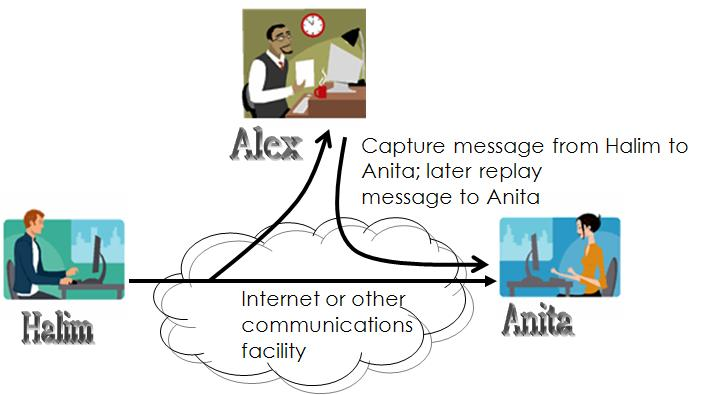 Alex
Capture message from Halim to
Anita; later replay
message to Anita
Internet or other
communications
facility
Halim
Anita